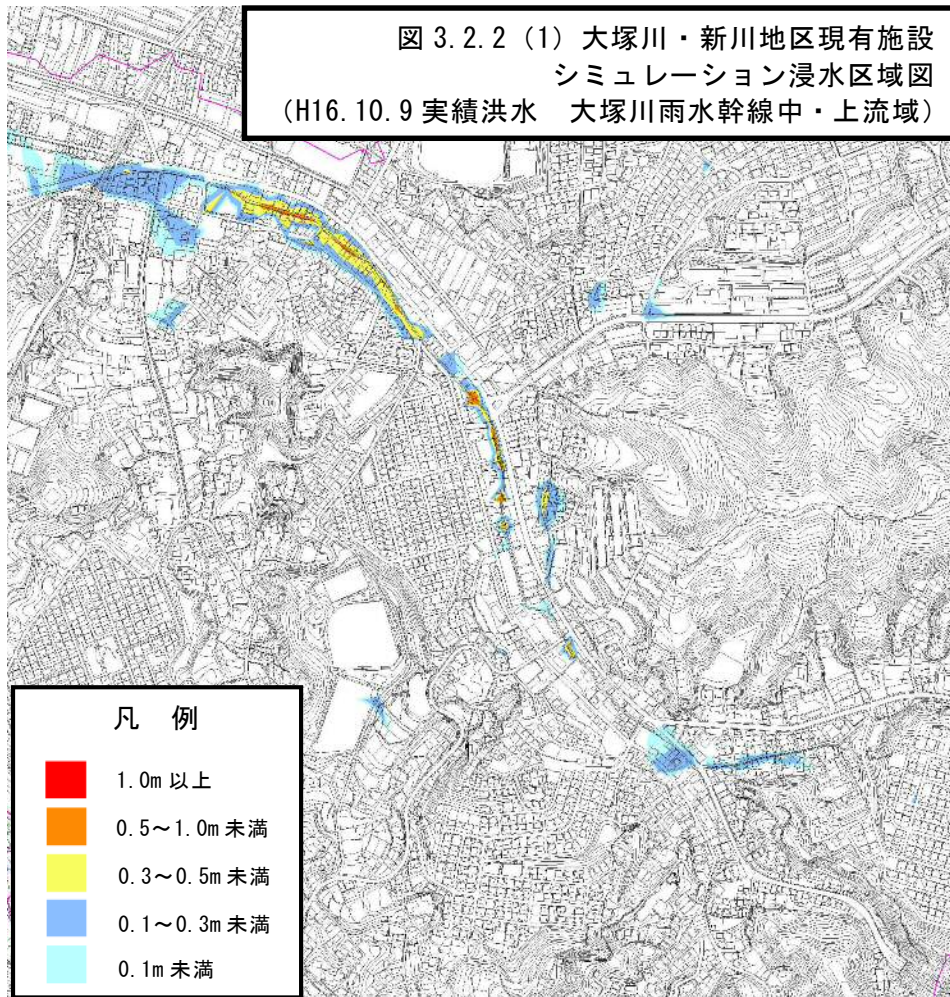 図 3.2.2（1）大塚川・新川地区現有施設
シミュレーション浸水区域図
（H16.10.9 実績洪水　大塚川雨水幹線中・上流域）
凡　例
1.0m 以上
0.5～1.0m 未満
0.3～0.5m 未満
0.1～0.3m 未満
0.1m 未満